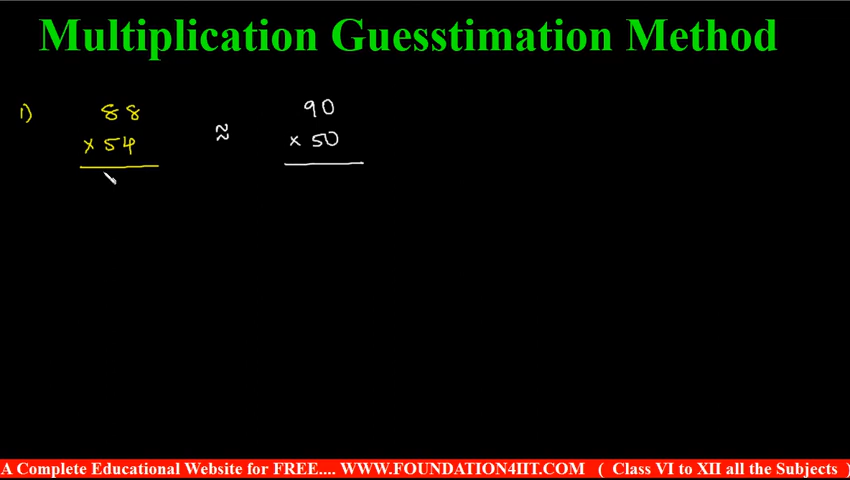 Multiplication Guesstimation Method
1) 88 ≈ 90
× 54 × 50
A Complete Educational Website for FREE.... WWW.FOUNDATION4IIT.COM ( Class VI to XII all the Subjects )